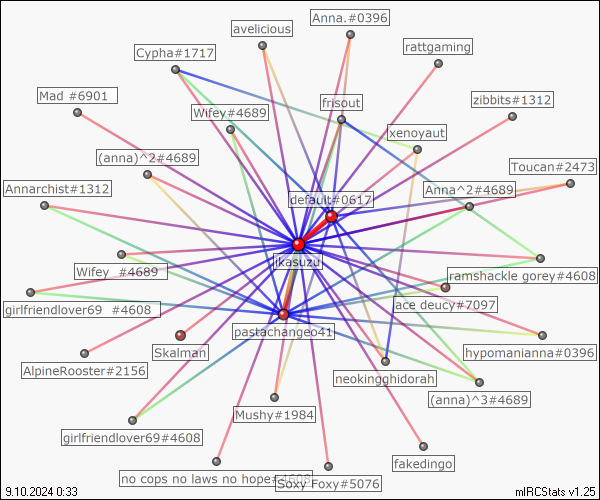 Anna.#0396
avelicious
rattgaming
Cypha#1717
Mad #6901
frisout
zibbits#1312
Wifey#4689
xenoyaut
(anna)^2#4689
Toucan#2473
Annarchist#1312
Anna^2#4689
default#0617
jkasuzu
Wifey #4689
ramshackle gorey#4608
girlfriendlover69 #4608
ace deucy#7097
pastachangeo41
Skalman
hypomanianna#0396
AlpineRooster#2156
neokingghidorah
(anna)^3#4689
Mushy#1984
girlfriendlover69#4608
fakedingo
no cops no laws no hope#4608
Soxy Foxy#5076
9.10.2024 0:33
mIRCStats v1.25